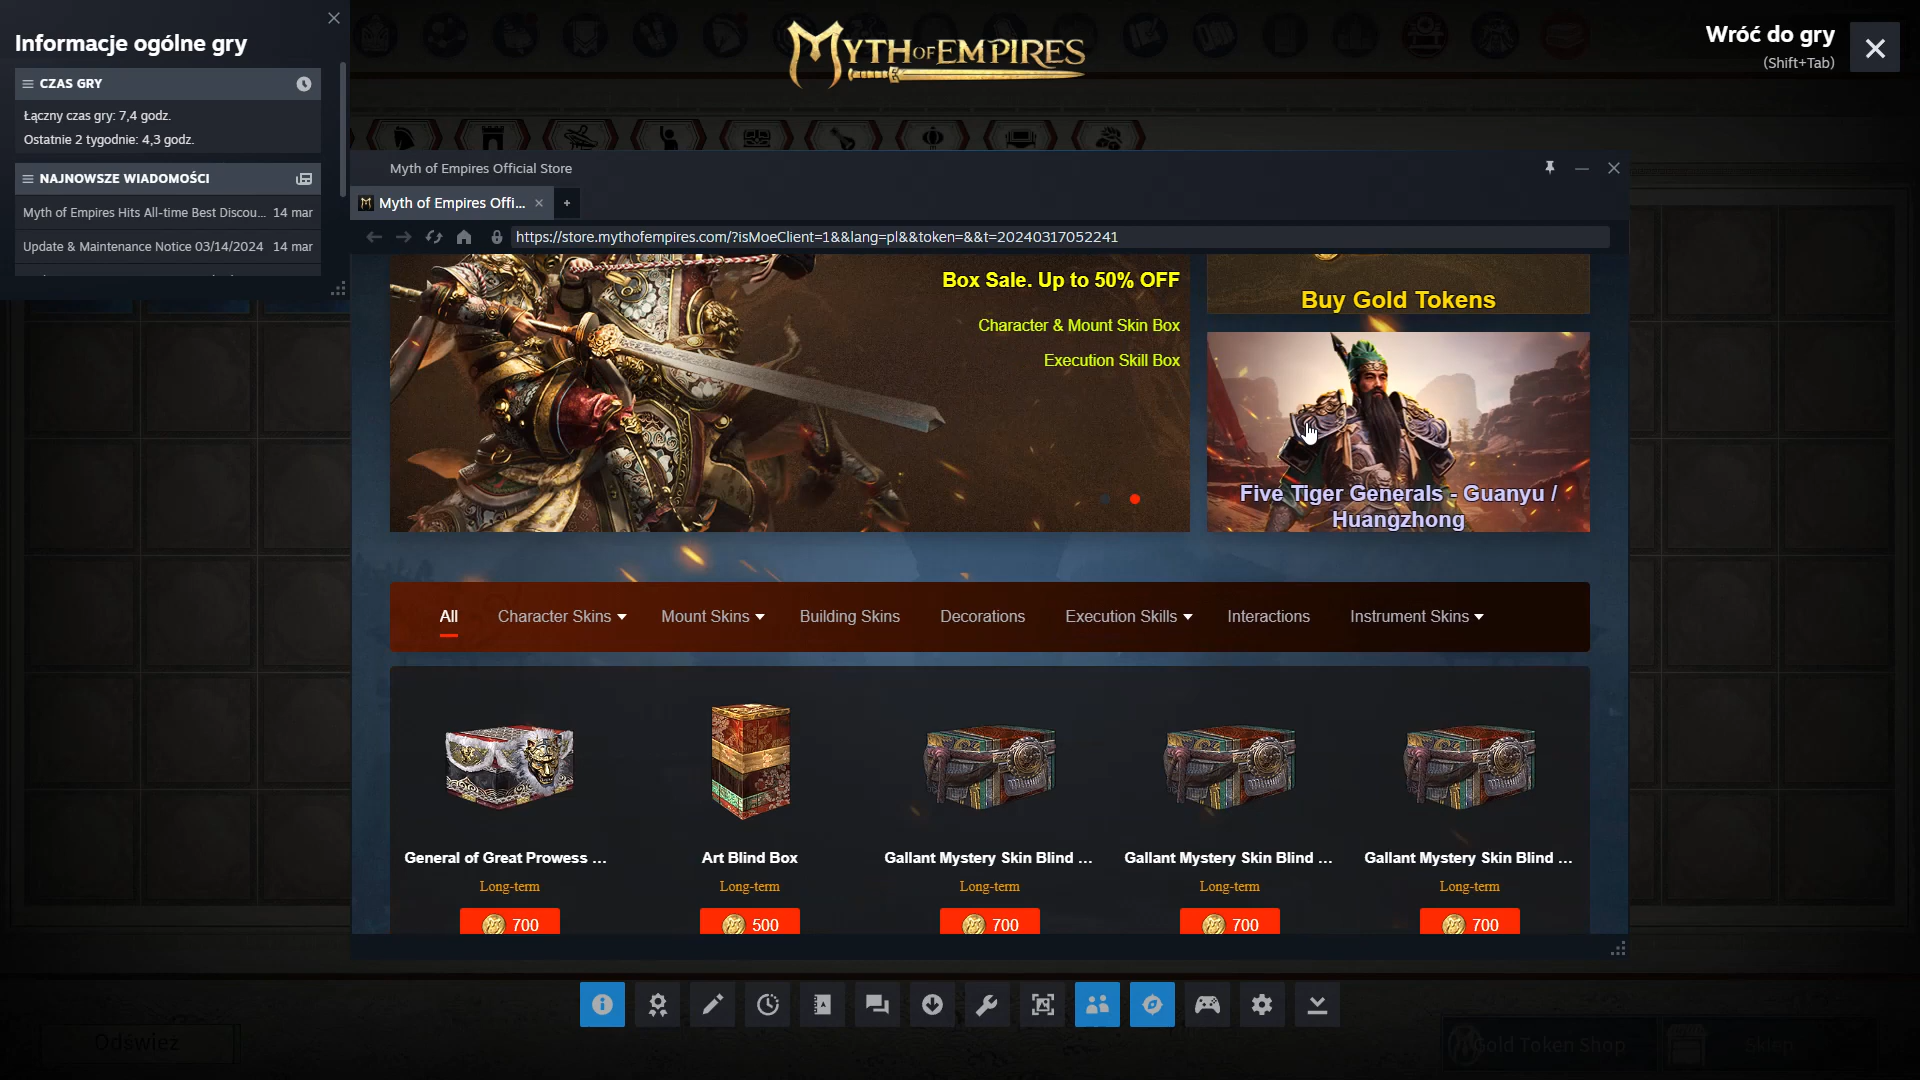 Informacje ogólne gry
CZAS GRY
Łączny czas gry: 7,4 godz.
Ostatnie 2 tygodnie: 4,3 godz.
NAJNOWSZE WIADOMOŚCI
Myth of Empires Hits All-time Best Discou... 14 mar
Update & Maintenance Notice 03/14/2024 14 mar
MYTH OF EMPIRES
Wróć do gry
(Shift+Tab)
Myth of Empires Official Store
Myth of Empires Offi...
https://store.mythofempires.com/?isMoeClient=1&&lang=pl&&token=&&t=20240317052241
Box Sale. Up to 50% OFF
Character & Mount Skin Box
Execution Skill Box
Buy Gold Tokens
Five Tiger Generals - Guanyu /
Huangzhong
All Character Skins Mount Skins Building Skins Decorations Execution Skills Interactions Instrument Skins
General of Great Prowess ... Art Blind Box Gallant Mystery Skin Blind ... Gallant Mystery Skin Blind ... Gallant Mystery Skin Blind ...
Long-term Long-term Long-term Long-term Long-term
700 500 700 700 700
Odśwież
Gold Token Shop
Sklep